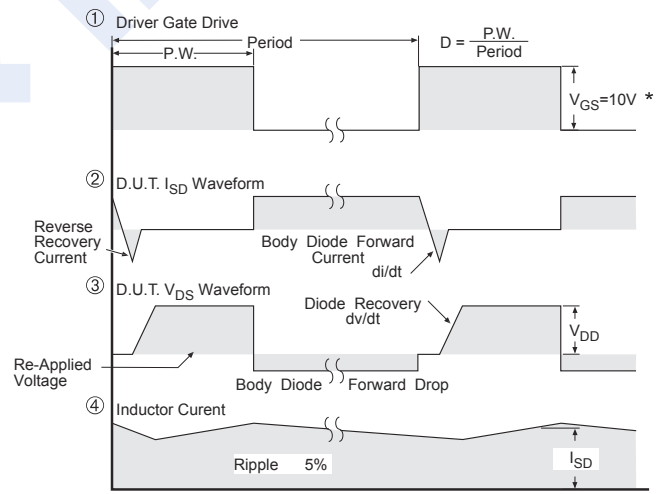 ① Driver Gate Drive
P.W.
Period
D = P.W.
Period
VGS=10V *
② D.U.T. ISD Waveform
Reverse
Recovery
Current
Body Diode Forward
Current
di/dt
③ D.U.T. VDS Waveform
Diode Recovery
dv/dt
VDD
Re-Applied
Voltage
Body Diode Forward Drop
④ Inductor Curent
Ripple 5%
ISD